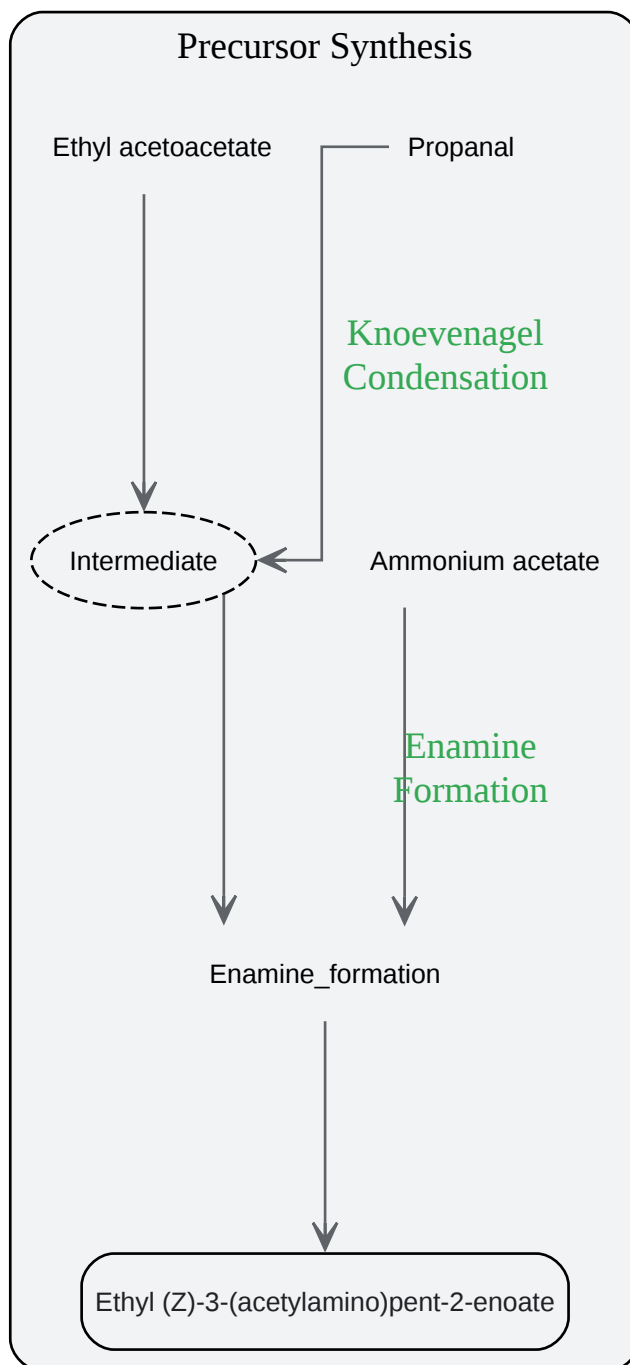 Precursor Synthesis
Ethyl acetoacetate
Propanal
Knoevenagel
Condensation
Intermediate
Ammonium acetate
Enamine
Formation
Enamine_formation
Ethyl (Z)-3-(acetylamino)pent-2-enoate